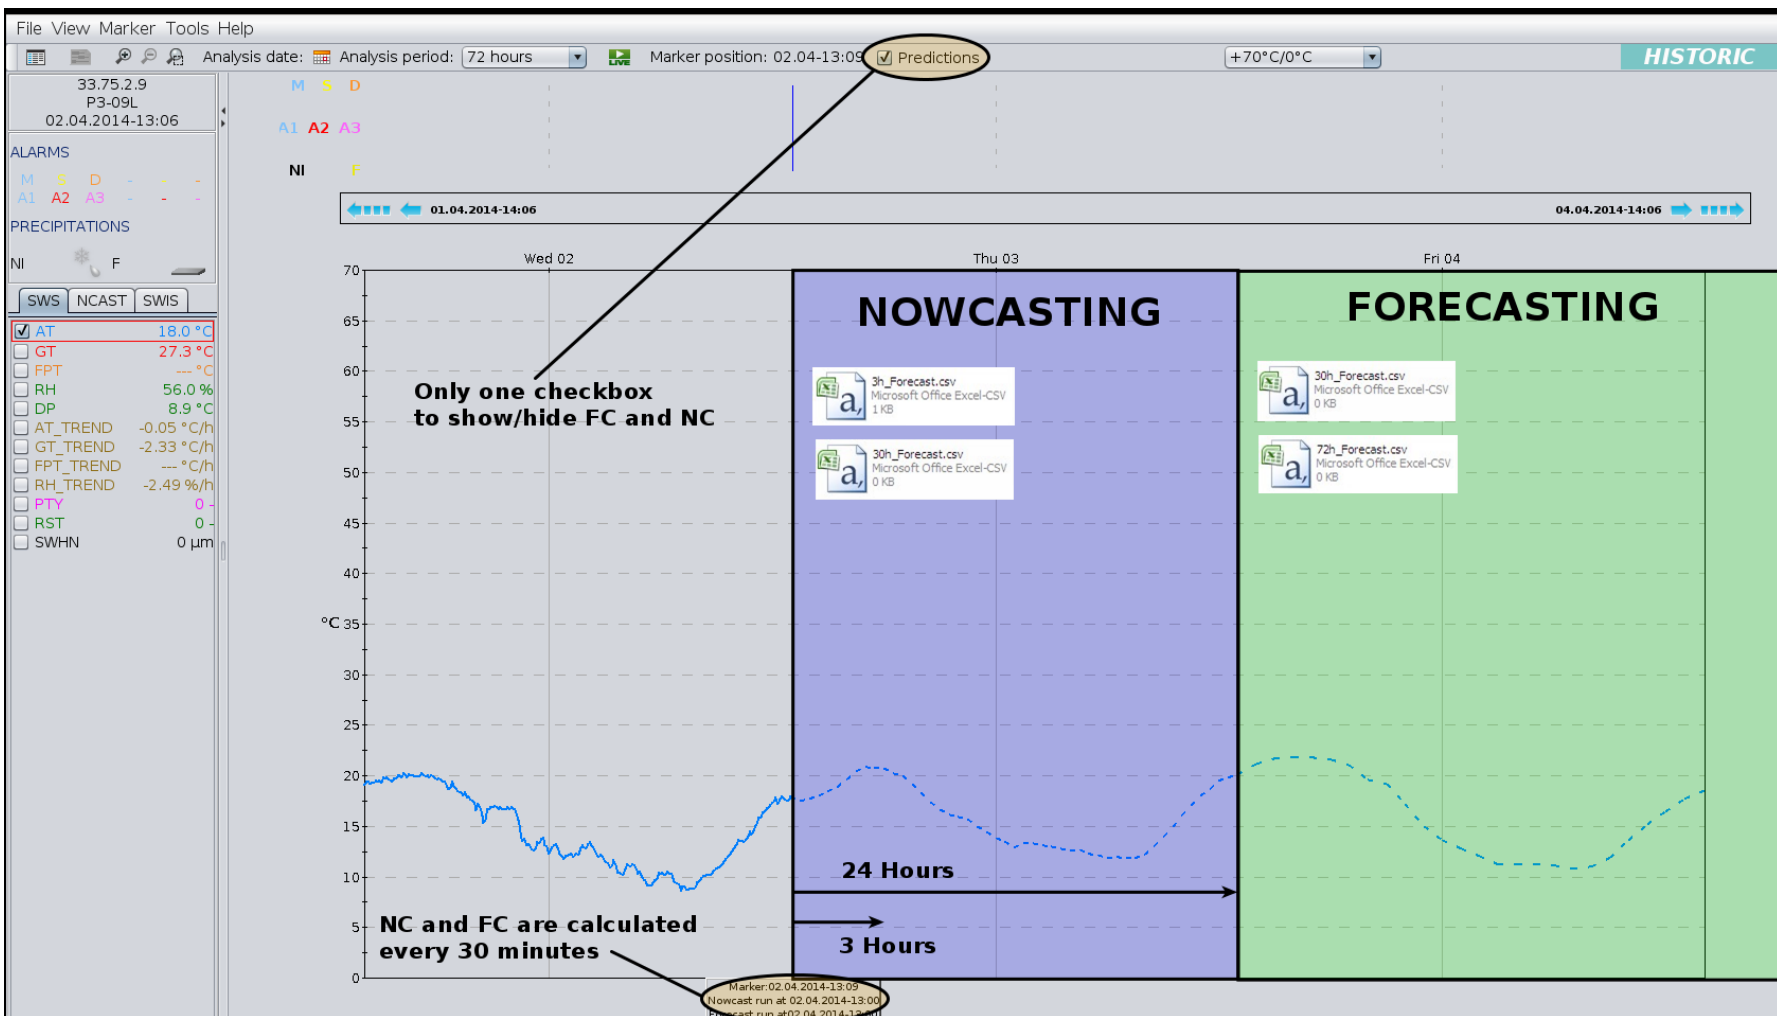 File View Marker Tools Help
Analysis date: Analysis period: 72 hours LIVE Marker position: 02.04-13:09 Predictions +70°C/0°C HISTORIC
33.75.2.9
P3-09L
02.04.2014-13:06
ALARMS
M S D - - -
A1 A2 A3 - - -
PRECIPITATIONS
NI F
SWS NCAST SWIS
AT 18.0 °C
GT 27.3 °C
FPT --- °C
RH 56.0 %
DP 8.9 °C
AT_TREND -0.05 °C/h
GT_TREND -2.33 °C/h
FPT_TREND --- °C/h
RH_TREND -2.49 %/h
PTY 0 -
RST 0 -
SWHN 0 µm
M S D
A1 A2 A3
NI F
01.04.2014-14:06 04.04.2014-14:06
Wed 02 Thu 03 Fri 04
70
65
60
55
50
45
40
°C 35
30
25
20
15
10
5
0
Only one checkbox
to show/hide FC and NC
NOWCASTING
3h_Forecast.csv
Microsoft Office Excel-CSV
1 KB
30h_Forecast.csv
Microsoft Office Excel-CSV
0 KB
FORECASTING
30h_Forecast.csv
Microsoft Office Excel-CSV
0 KB
72h_Forecast.csv
Microsoft Office Excel-CSV
0 KB
24 Hours
3 Hours
NC and FC are calculated
every 30 minutes
Marker:02.04.2014-13:09
Nowcast run at 02.04.2014-13:00